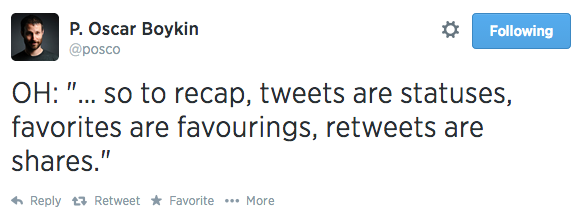 P. Oscar Boykin
@posco
Following
OH: "... so to recap, tweets are statuses,
favorites are favourings, retweets are
shares."
Reply Retweet Favorite More